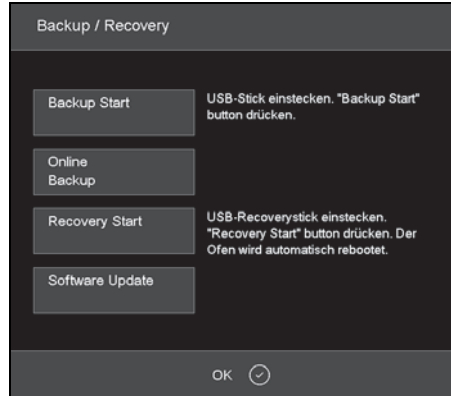 Backup / Recovery
Backup Start
USB-Stick einstecken. "Backup Start"
button drücken.
Online
Backup
Recovery Start
USB-Recoverystick einstecken.
"Recovery Start" button drücken. Der
Ofen wird automatisch rebootet.
Software Update
OK